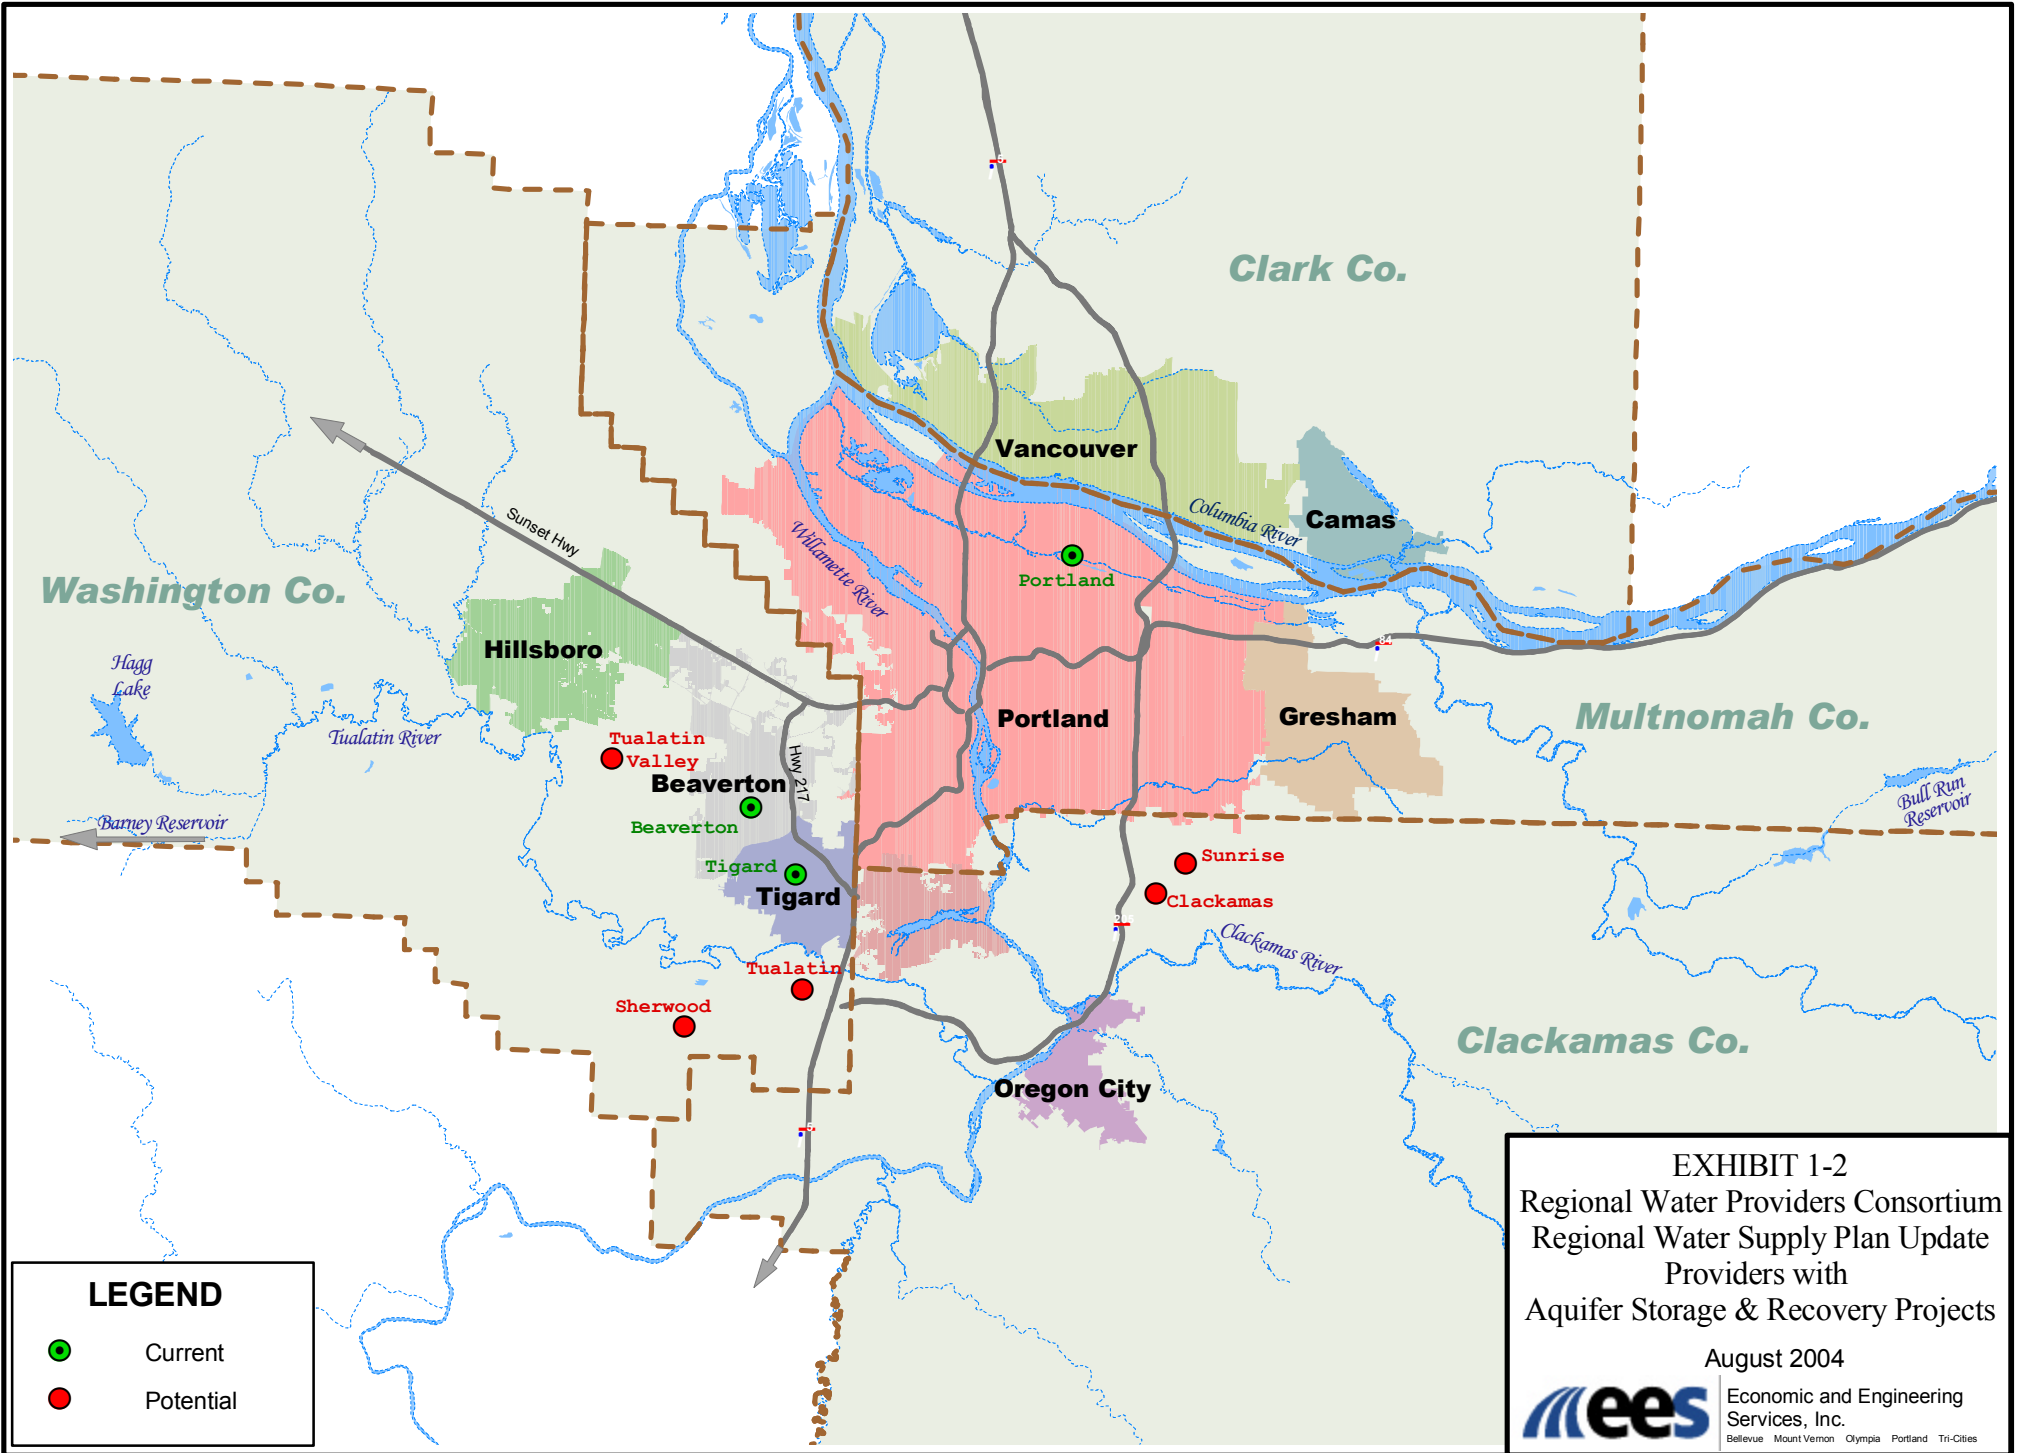 Clark Co.
Vancouver
Columbia River
Camas
Sunset Hwy
Willamette River
Portland
Washington Co.
Hillsboro
Hagg
Lake
Tualatin River
Portland
Gresham
Multnomah Co.
Tualatin
Valley
Hwy 217
Beaverton
Beaverton
Bull Run
Reservoir
Barney Reservoir
Tigard
Tigard
Sunrise
Clackamas
Clackamas River
Tualatin
Sherwood
Clackamas Co.
Oregon City
5
84
205
5
EXHIBIT 1-2
Regional Water Providers Consortium
Regional Water Supply Plan Update
Providers with
Aquifer Storage & Recovery Projects
August 2004
ees
Economic and Engineering
Services, Inc.
Bellevue Mount Vernon Olympia Portland Tri-Cities
LEGEND
Current
Potential